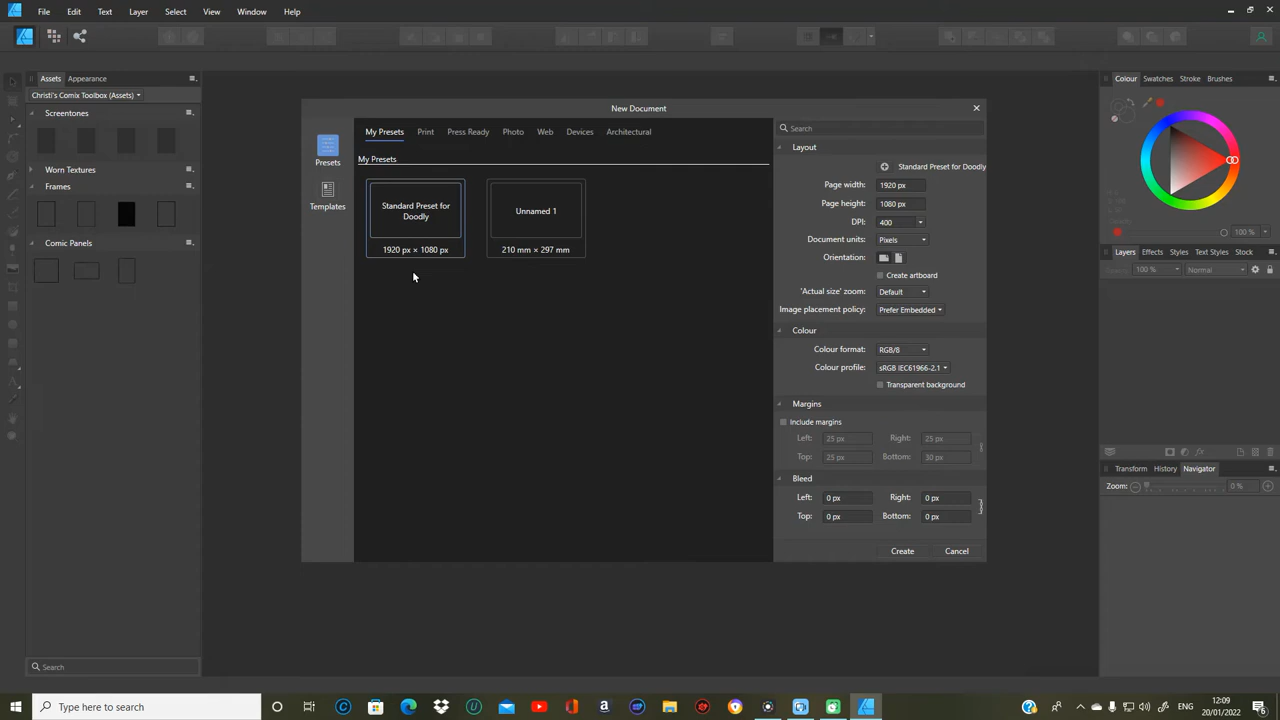 File Edit Text Layer Select View Window Help
Assets Appearance
Christi's Comix Toolbox (Assets)
Screentones
Worn Textures
Frames
Comic Panels
Search
New Document
Presets
Templates
My Presets Print Press Ready Photo Web Devices Architectural
My Presets
Standard Preset for
Doodly
1920 px × 1080 px
Unnamed 1
210 mm × 297 mm
Search
Layout
Standard Preset for Doodly
Page width: 1920 px
Page height: 1080 px
DPI: 400
Document units: Pixels
Orientation:
Create artboard
'Actual size' zoom: Default
Image placement policy: Prefer Embedded
Colour
Colour format: RGB/8
Colour profile: sRGB IEC61966-2.1
Transparent background
Margins
Include margins
Left: 25 px Right: 25 px
Top: 25 px Bottom: 30 px
Bleed
Left: 0 px Right: 0 px
Top: 0 px Bottom: 0 px
Create Cancel
Colour Swatches Stroke Brushes
100 %
Layers Effects Styles Text Styles Stock
100 % Normal
Transform History Navigator
Zoom: 0 %
Type here to search
ENG
12:09
20/01/2022